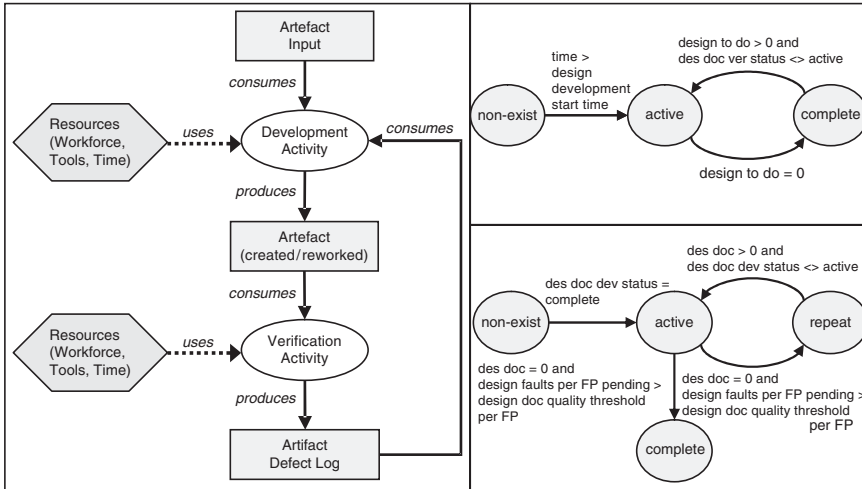 Artefact
Input
consumes
Resources
(Workforce,
Tools, Time)
uses
Development
Activity
consumes
produces
Artefact
(created/reworked)
consumes
Resources
(Workforce,
Tools, Time)
uses
Verification
Activity
produces
Artifact
Defect Log
time >
design
development
start time
design to do > 0 and
des doc ver status <> active
non-exist
active
complete
design to do = 0
des doc > 0 and
des doc dev status <> active
des doc dev status =
complete
non-exist
active
repeat
des doc = 0 and
design faults per FP pending >
design doc quality threshold
per FP
des doc = 0 and
design faults per FP pending >
design doc quality threshold
per FP
complete